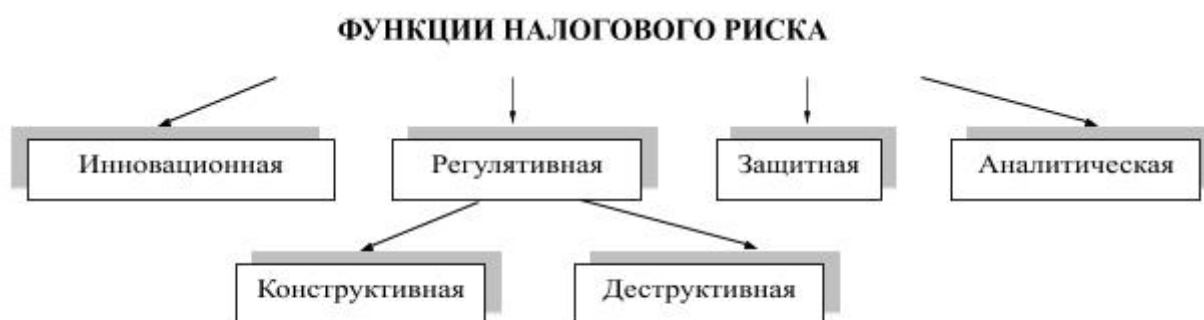 ФУНКЦИИ НАЛОГОВОГО РИСКА
Инновационная
Регулятивная
Защитная
Аналитическая
Конструктивная
Деструктивная